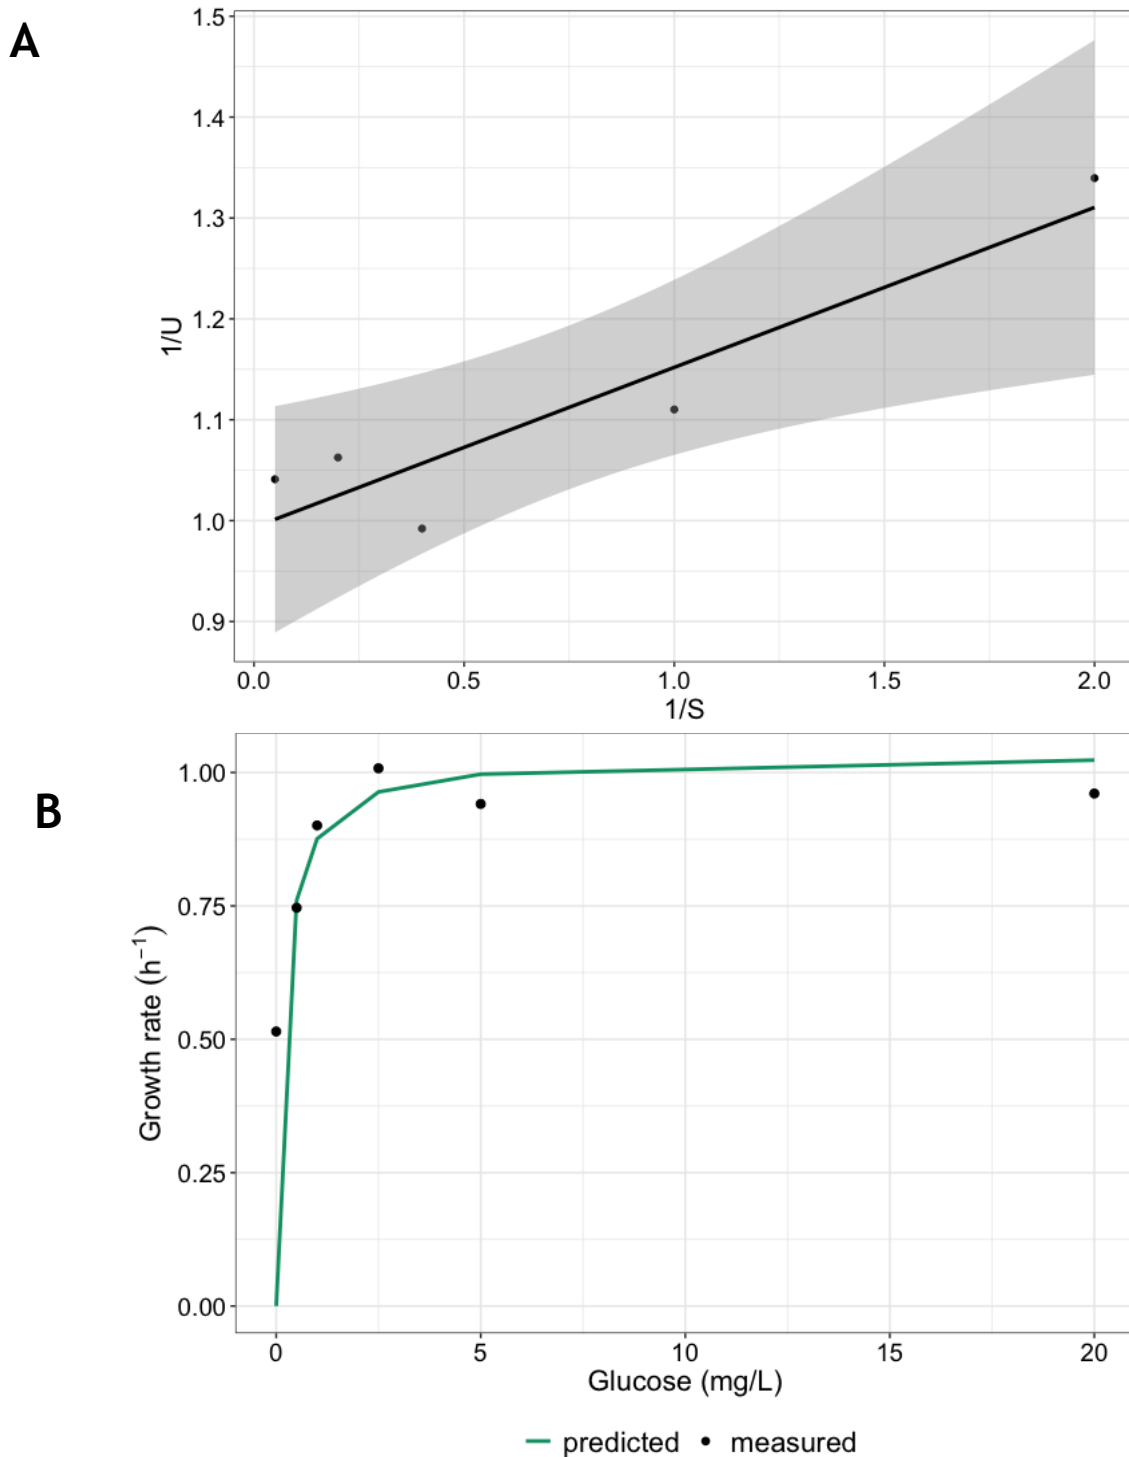 A
1/U
1.5
1.4
1.3
1.2
1.1
1.0
0.9
0.0 0.5 1.0 1.5 2.0
1/S
B
Growth rate (h⁻¹)
1.00
0.75
0.50
0.25
0.00
0 5 10 15 20
Glucose (mg/L)
predicted measured